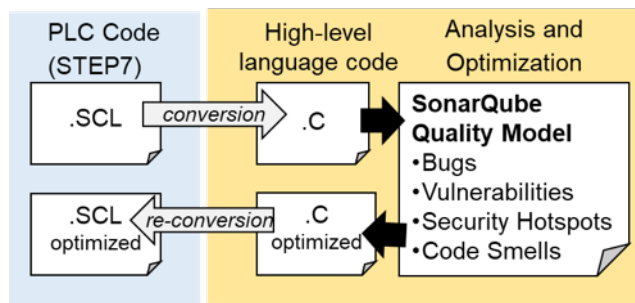 PLC Code
(STEP7)
High-level
language code
Analysis and
Optimization
.SCL
conversion
.C
SonarQube
Quality Model
•Bugs
•Vulnerabilities
•Security Hotspots
•Code Smells
.SCL
optimized
re-conversion
.C
optimized